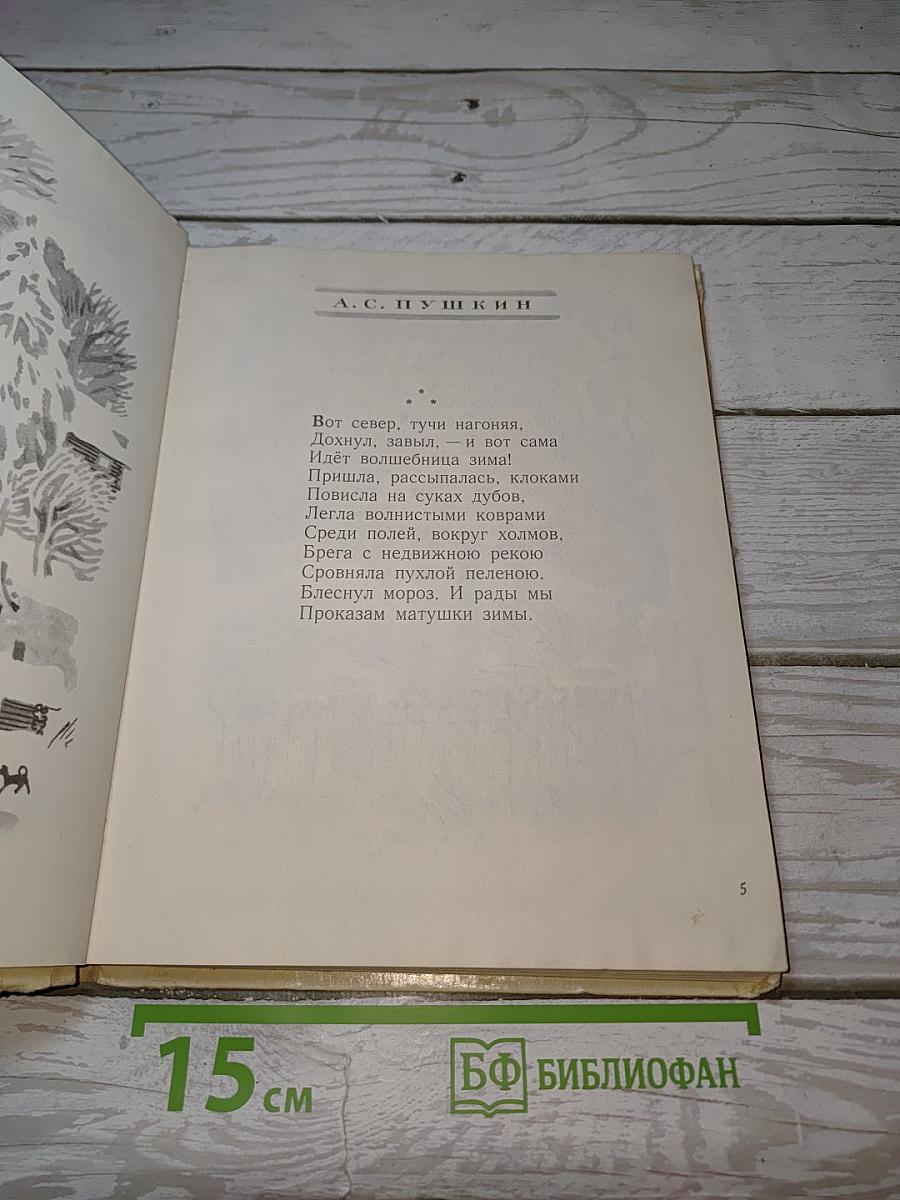 А. С. ПУШКИН
* * *
Вот север, тучи нагоняя,
Дохнул, завыл, — и вот сама
Идёт волшебница зима!
Пришла, рассыпалась, клоками
Повисла на суках дубов,
Легла волнистыми коврами
Среди полей, вокруг холмов,
Брега с недвижною рекою
Сровняла пухлой пеленою.
Блеснул мороз. И рады мы
Проказам матушки зимы.
5
15 см
БФ БИБЛИОФАН